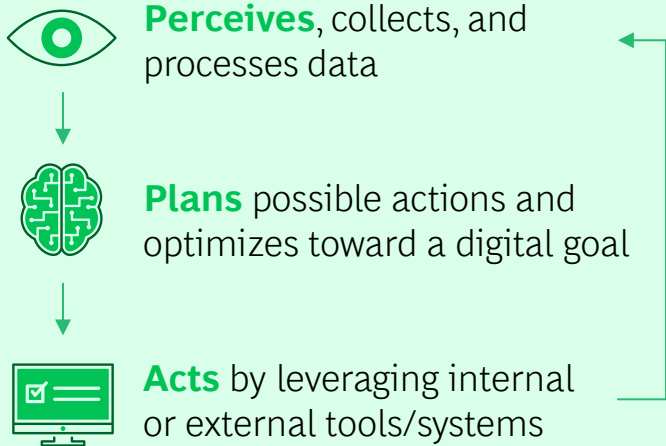 Perceives, collects, and
processes data
Plans possible actions and
optimizes toward a digital goal
Acts by leveraging internal
or external tools/systems